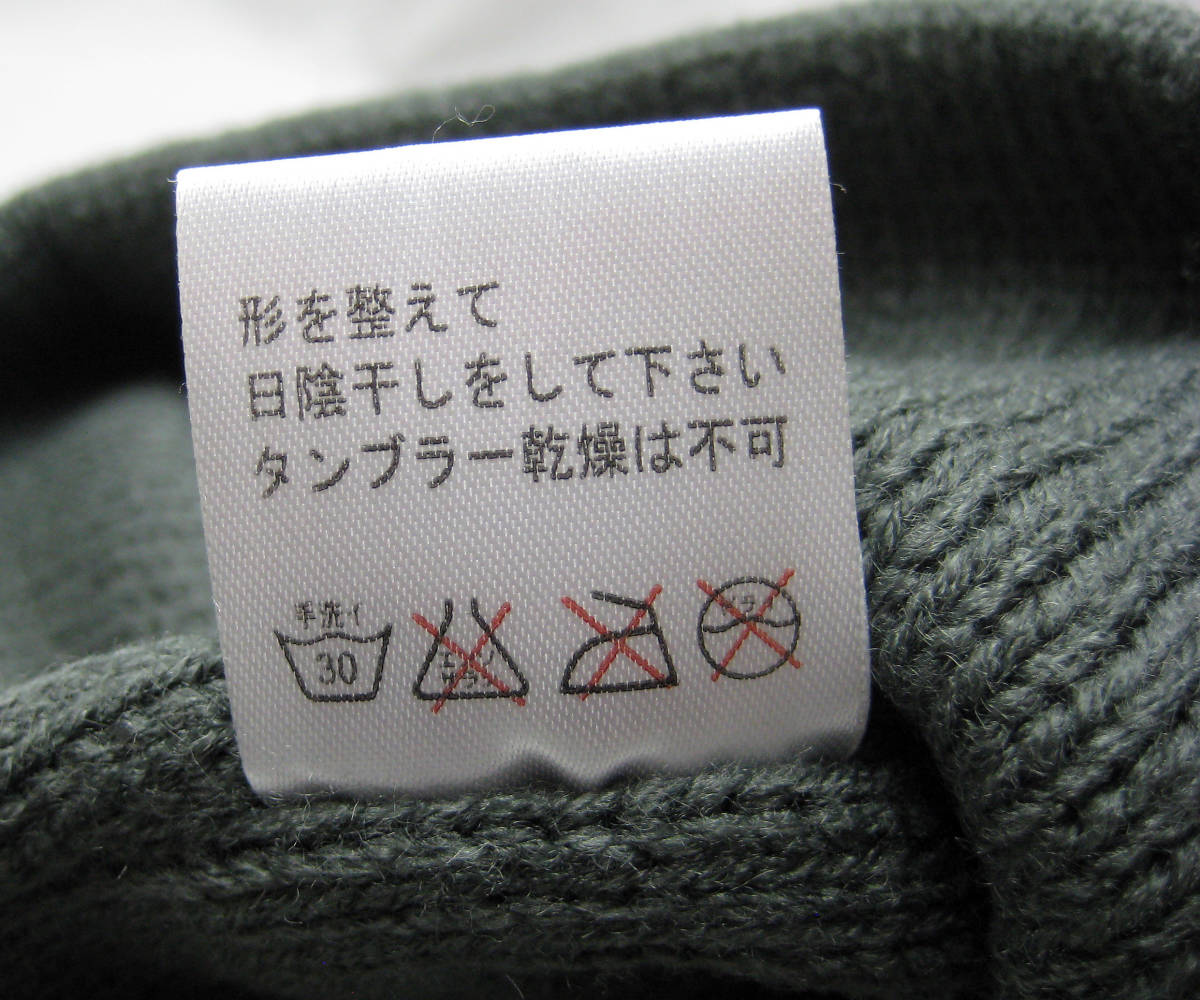 形を整えて
日陰干しをして下さい
タンブラー乾燥は不可
手洗イ
30